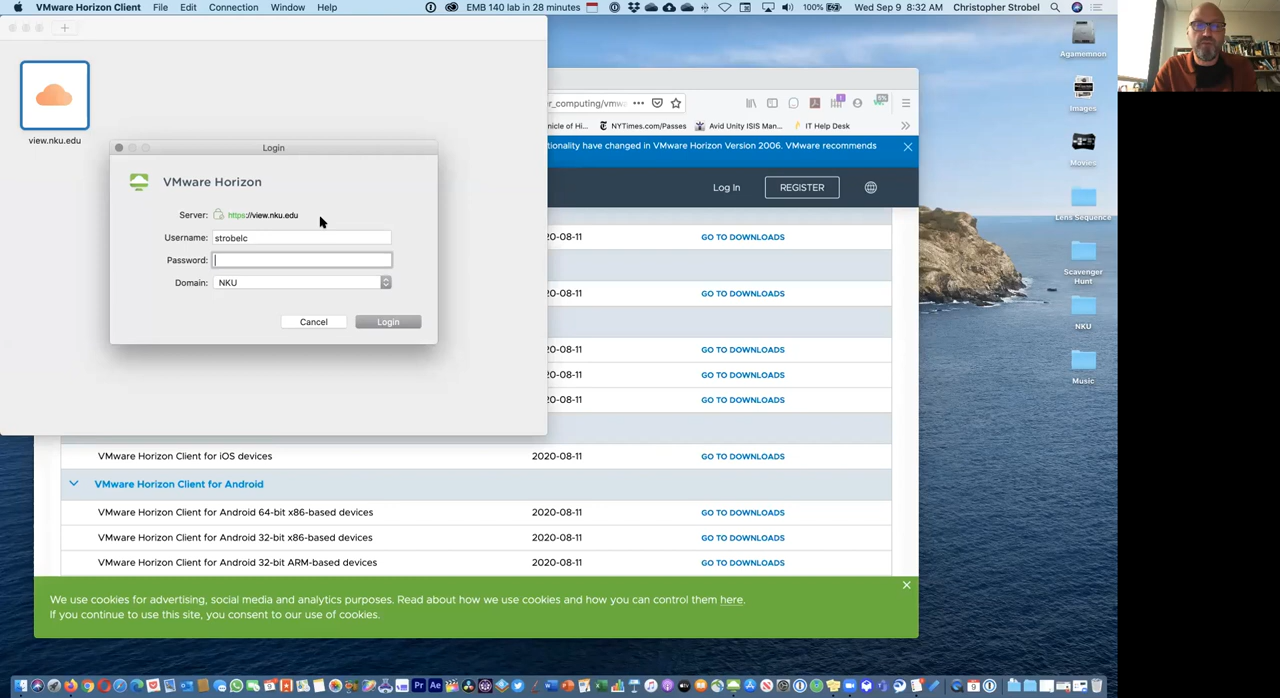 VMware Horizon Client File Edit Connection Window Help EMB 140 lab in 28 minutes 100% Wed Sep 9 8:32 AM Christopher Strobel
view.nku.edu
Login
VMware Horizon
Server: https://view.nku.edu
Username: strobelc
Password:
Domain: NKU
Cancel Login
er_computing/vmw
nicle of Hi... NYTimes.com/Passes Avid Unity ISIS Man... IT Help Desk
tionality have changed in VMware Horizon Version 2006. VMware recommends
Log In REGISTER
20-08-11 GO TO DOWNLOADS
20-08-11 GO TO DOWNLOADS
20-08-11 GO TO DOWNLOADS
20-08-11 GO TO DOWNLOADS
20-08-11 GO TO DOWNLOADS
VMware Horizon Client for iOS devices 2020-08-11 GO TO DOWNLOADS
VMware Horizon Client for Android
VMware Horizon Client for Android 64-bit x86-based devices 2020-08-11 GO TO DOWNLOADS
VMware Horizon Client for Android 32-bit x86-based devices 2020-08-11 GO TO DOWNLOADS
VMware Horizon Client for Android 32-bit ARM-based devices 2020-08-11 GO TO DOWNLOADS
We use cookies for advertising, social media and analytics purposes. Read about how we use cookies and how you can control them here.
If you continue to use this site, you consent to our use of cookies.
Agamemnon
Images
Movies
Lens Sequence
Scavenger
Hunt
NKU
Music